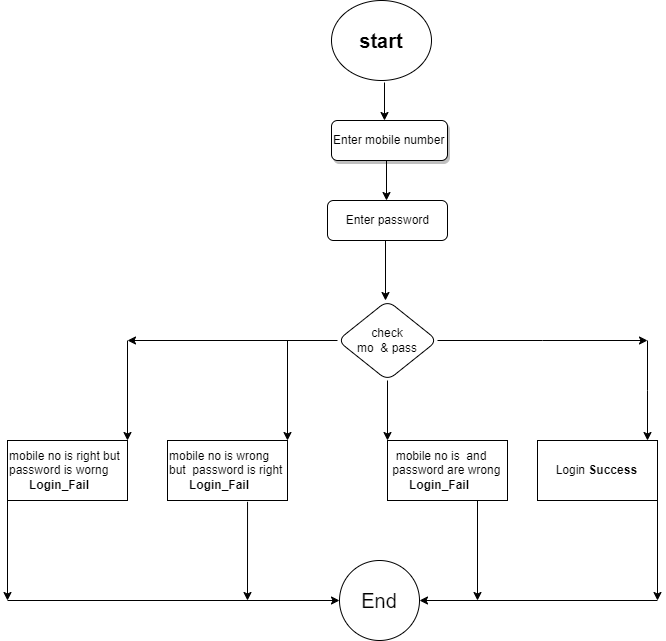 start
Enter mobile number
Enter password
check
mo & pass
mobile no is right but
password is worng
Login_Fail
mobile no is wrong
but password is right
Login_Fail
mobile no is and
password are wrong
Login_Fail
Login Success
End